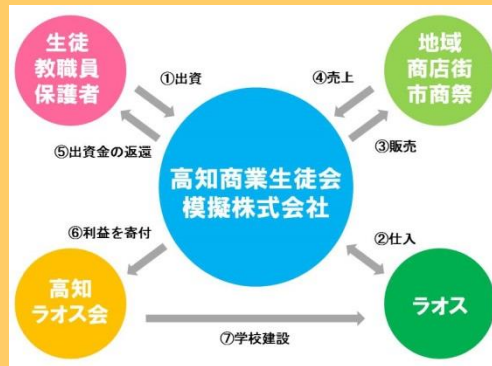 生徒
教職員
保護者
①出資
④売上
地域
商店街
市商祭
⑤出資金の返還
③販売
高知商業生徒会
模擬株式会社
⑥利益を寄付
②仕入
高知
ラオス会
ラオス
⑦学校建設